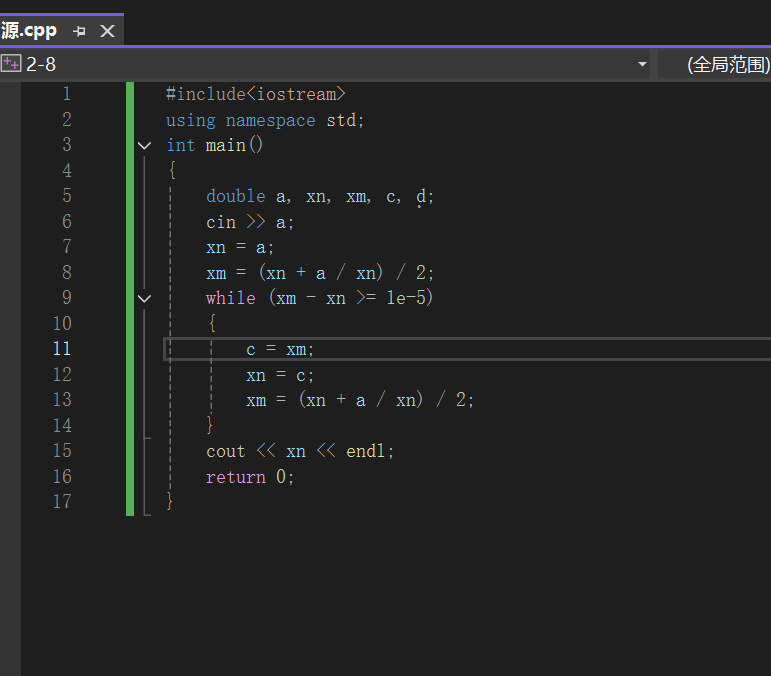 源.cpp
2-8
(全局范围)
1 #include<iostream>
2 using namespace std;
3 int main()
4 {
5 double a, xn, xm, c, d;
6 cin >> a;
7 xn = a;
8 xm = (xn + a / xn) / 2;
9 while (xm - xn >= 1e-5)
10 {
11 c = xm;
12 xn = c;
13 xm = (xn + a / xn) / 2;
14 }
15 cout << xn << endl;
16 return 0;
17 }